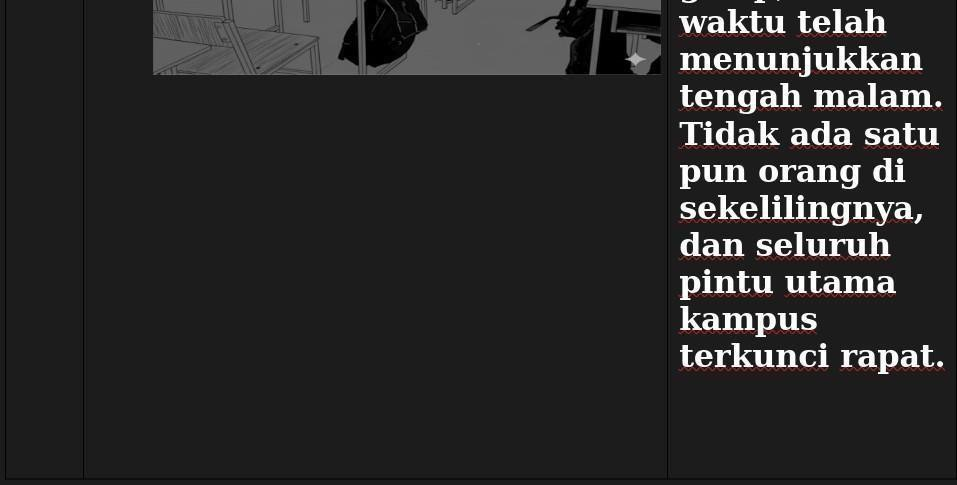 waktu telah
menunjukkan
tengah malam.
Tidak ada satu
pun orang di
sekelilingnya,
dan seluruh
pintu utama
kampus
terkunci rapat.